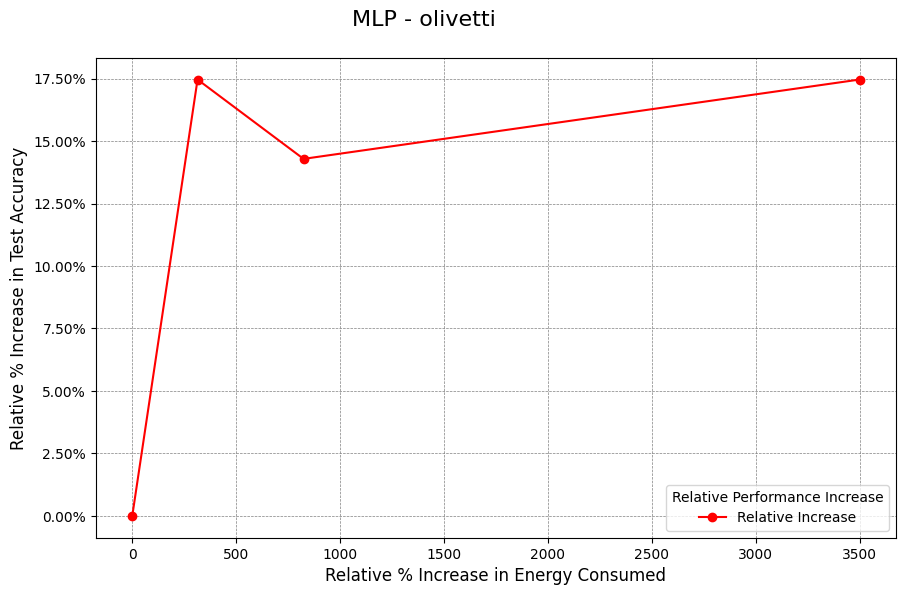 MLP - olivetti
Relative % Increase in Test Accuracy
17.50%
15.00%
12.50%
10.00%
7.50%
5.00%
2.50%
0.00%
Relative Performance Increase
Relative Increase
0 500 1000 1500 2000 2500 3000 3500
Relative % Increase in Energy Consumed